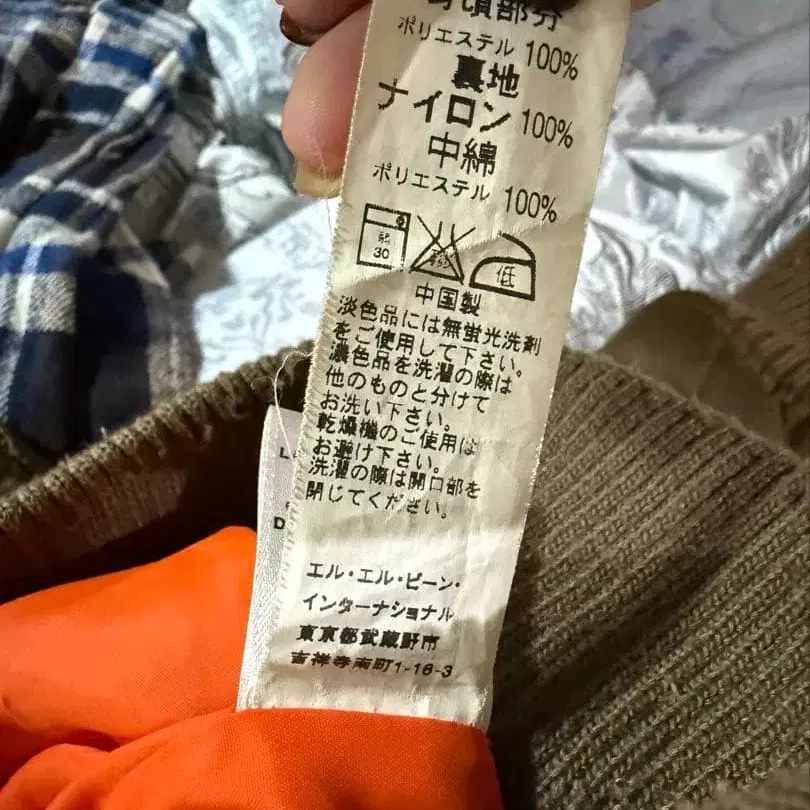 身頃部分
ポリエステル 100%
裏地
ナイロン 100%
中綿
ポリエステル 100%
弱
30
低
中国製
淡色品には無蛍光洗剤
をご使用して下さい。
濃色品を洗濯の際は
他のものと分けて
お洗い下さい。
乾燥機のご使用は
お避け下さい。
洗濯の際は開口部を
閉じてください。
エル・エル・ビーン・
インターナショナル
東京都武蔵野市
吉祥寺南町1-16-3
L
D